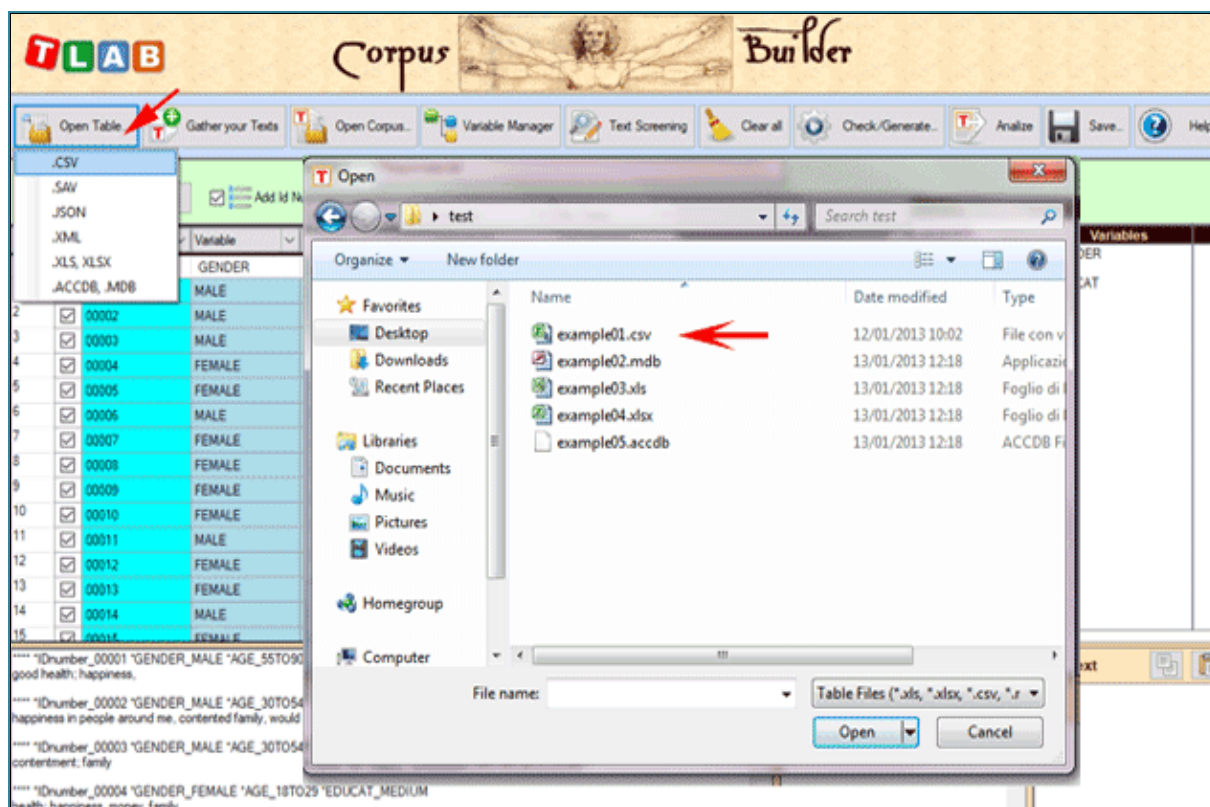 TLAB Corpus Builder
Open Table Gather your Texts Open Corpus... Variable Manager Text Screening Clear all Check/Generate... Analize Save... Help
.CSV
.SAV
.JSON
.XML
.XLS, XLSX
.ACCDB, .MDB
Add Id
Variable
GENDER
MALE
2 00002 MALE
3 00003 MALE
4 00004 FEMALE
5 00005 FEMALE
6 00006 MALE
7 00007 FEMALE
8 00008 FEMALE
9 00009 FEMALE
10 00010 FEMALE
11 00011 MALE
12 00012 FEMALE
13 00013 FEMALE
14 00014 MALE
15 00015 FEMALE
Open
test
Search test
Organize New folder
Favorites
Desktop
Downloads
Recent Places
Libraries
Documents
Music
Pictures
Videos
Homegroup
Computer
Name Date modified Type
example01.csv 12/01/2013 10:02 File con v
example02.mdb 13/01/2013 12:18 Applicazi
example03.xls 13/01/2013 12:18 Foglio di
example04.xlsx 13/01/2013 12:18 Foglio di
example05.accdb 13/01/2013 12:18 ACCDB Fi
File name: Table Files (*.xls, *.xlsx, *.csv, *.r
Open Cancel
Variables
DER
CAT
ext
**** *IDnumber_00001 *GENDER_MALE *AGE_55TO90
good health; happiness,
**** *IDnumber_00002 *GENDER_MALE *AGE_30TO54
happiness in people around me, contented family, would
**** *IDnumber_00003 *GENDER_MALE *AGE_30TO54
contentment; family
**** *IDnumber_00004 *GENDER_FEMALE *AGE_18TO29 *EDUCAT_MEDIUM
health; happiness, money, family